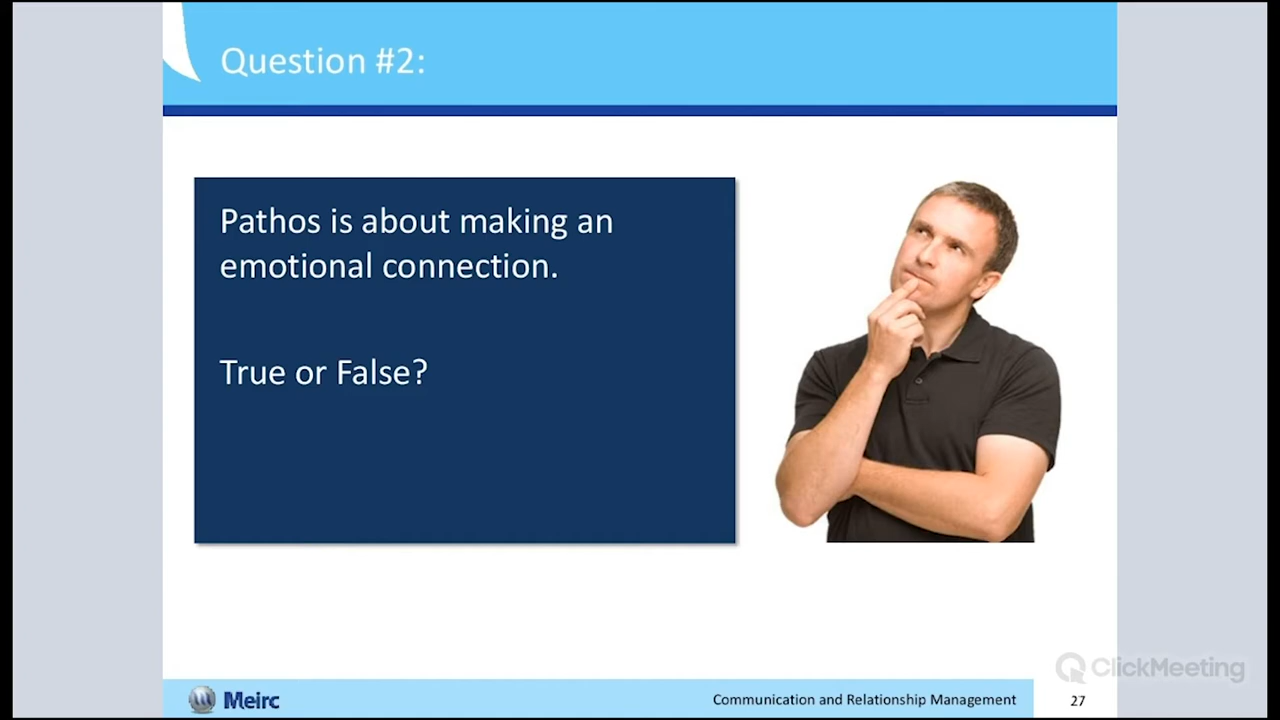 Question #2:
Pathos is about making an
emotional connection.
True or False?
ClickMeeting
Meirc
Communication and Relationship Management
27